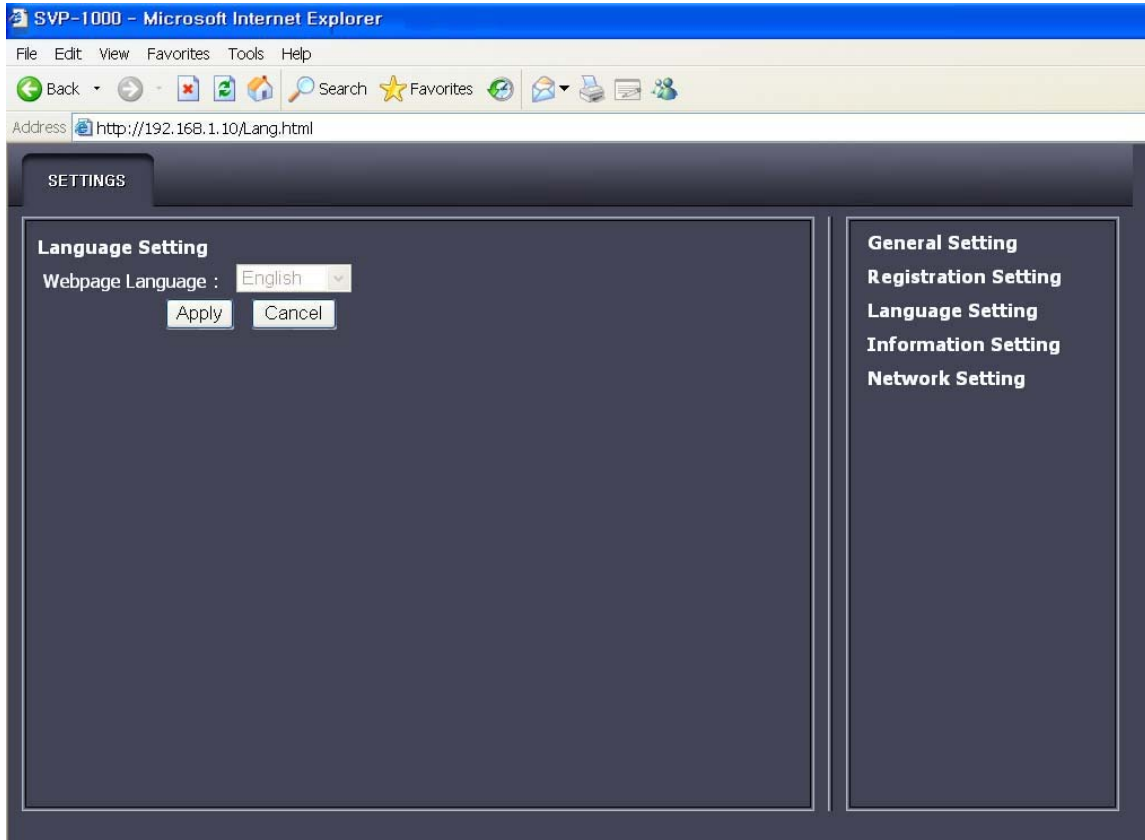 SVP-1000 - Microsoft Internet Explorer
File Edit View Favorites Tools Help
Back Search Favorites
Address http://192.168.1.10/Lang.html
SETTINGS
Language Setting
Webpage Language : English
Apply Cancel
General Setting
Registration Setting
Language Setting
Information Setting
Network Setting